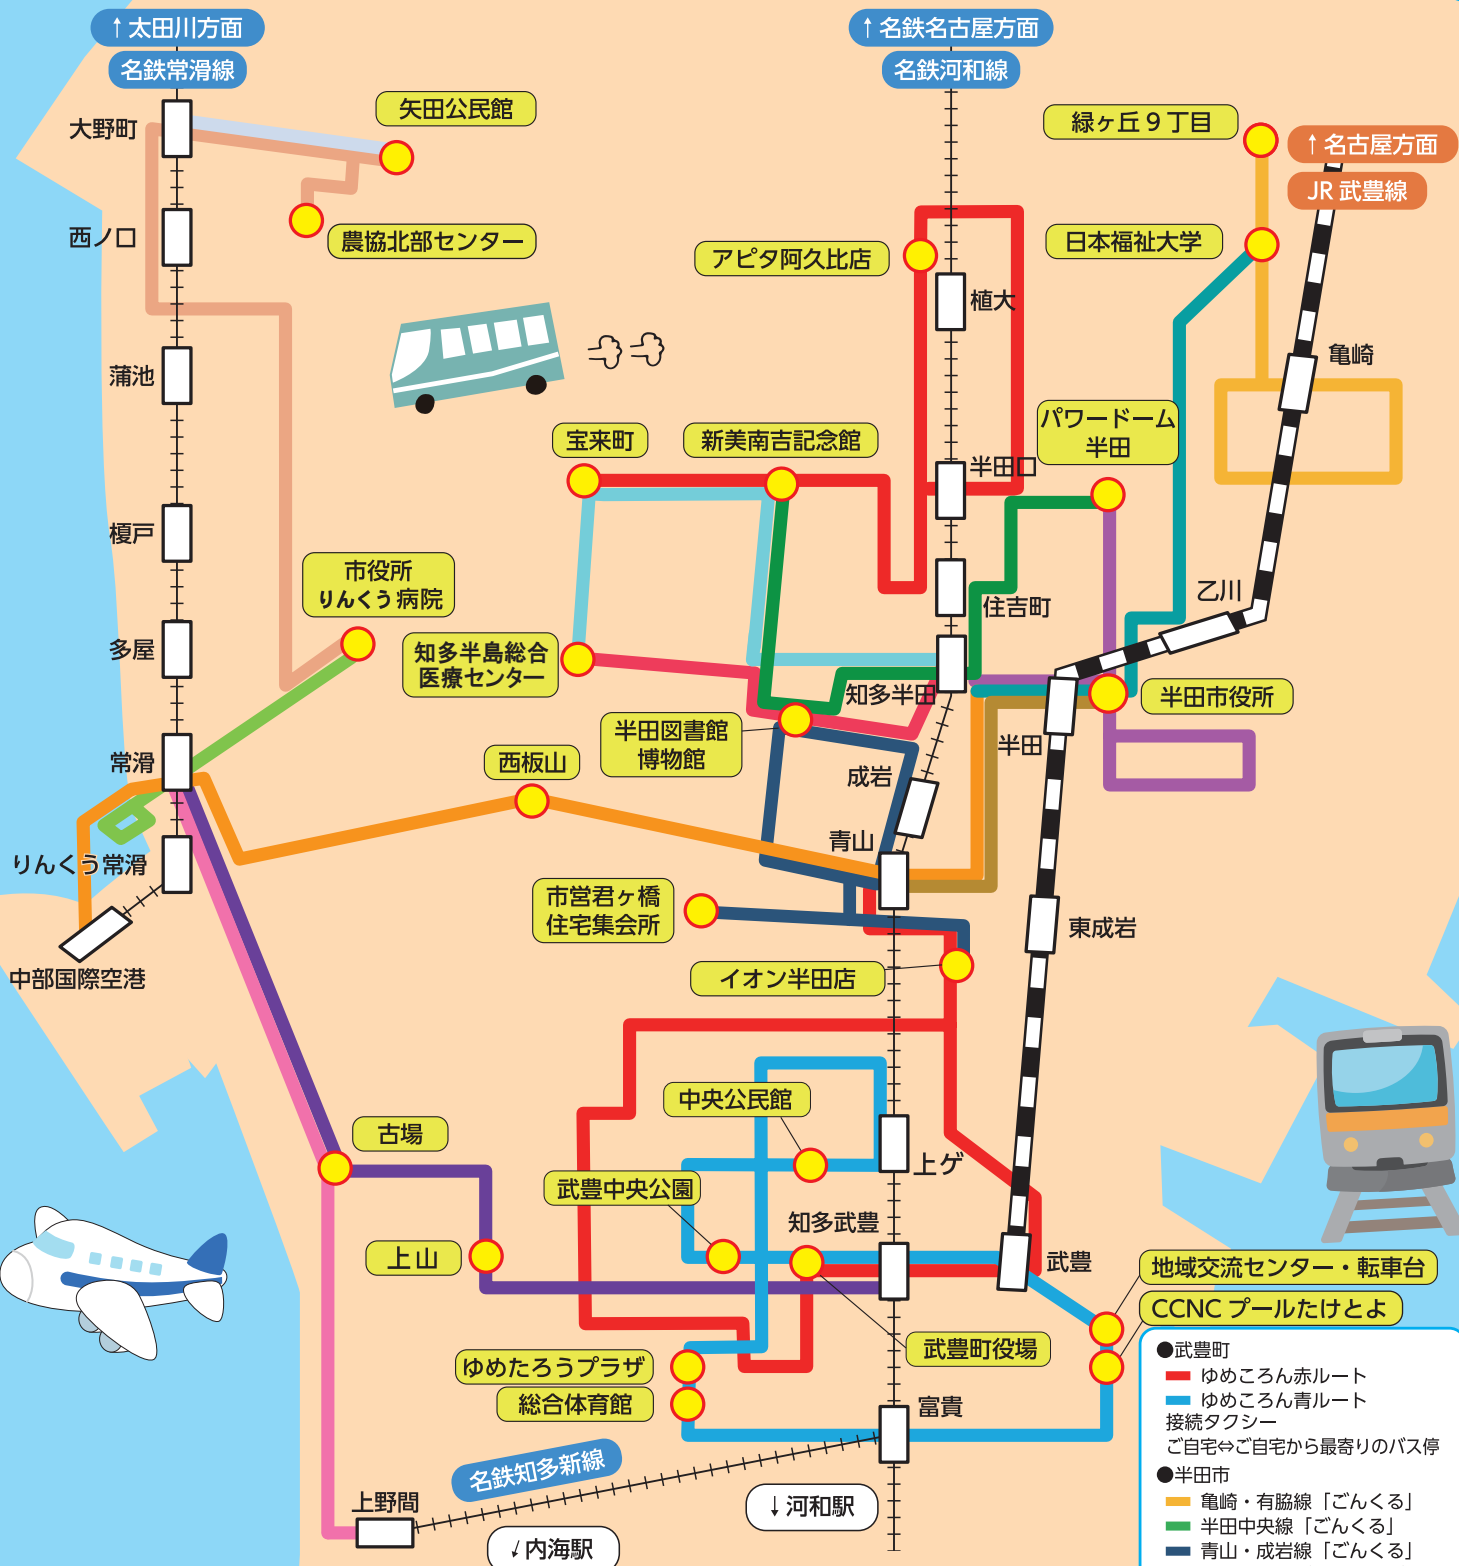 ↑太田川方面
名鉄常滑線
↑名鉄名古屋方面
名鉄河和線
大野町
矢田公民館
緑ヶ丘9丁目
↑名古屋方面
JR 武豊線
西ノ口
農協北部センター
アピタ阿久比店
日本福祉大学
植大
亀崎
蒲池
宝来町
新美南吉記念館
パワードーム
半田
半田口
榎戸
市役所
りんくう病院
住吉町
乙川
多屋
知多半島総合
医療センター
知多半田
半田市役所
半田図書館
博物館
半田
常滑
西板山
成岩
青山
りんくう常滑
市営君ヶ橋
住宅集会所
東成岩
中部国際空港
イオン半田店
中央公民館
古場
上ゲ
武豊中央公園
知多武豊
上山
武豊
地域交流センター・転車台
CCNC プールたけとよ
武豊町役場
ゆめたろうプラザ
総合体育館
富貴
名鉄知多新線
上野間
↓河和駅
↙内海駅
●武豊町
ゆめころん赤ルート
ゆめころん青ルート
接続タクシー
ご自宅⇔ご自宅から最寄りのバス停
●半田市
亀崎・有脇線「ごんくる」
半田中央線「ごんくる」
青山・成岩線「ごんくる」